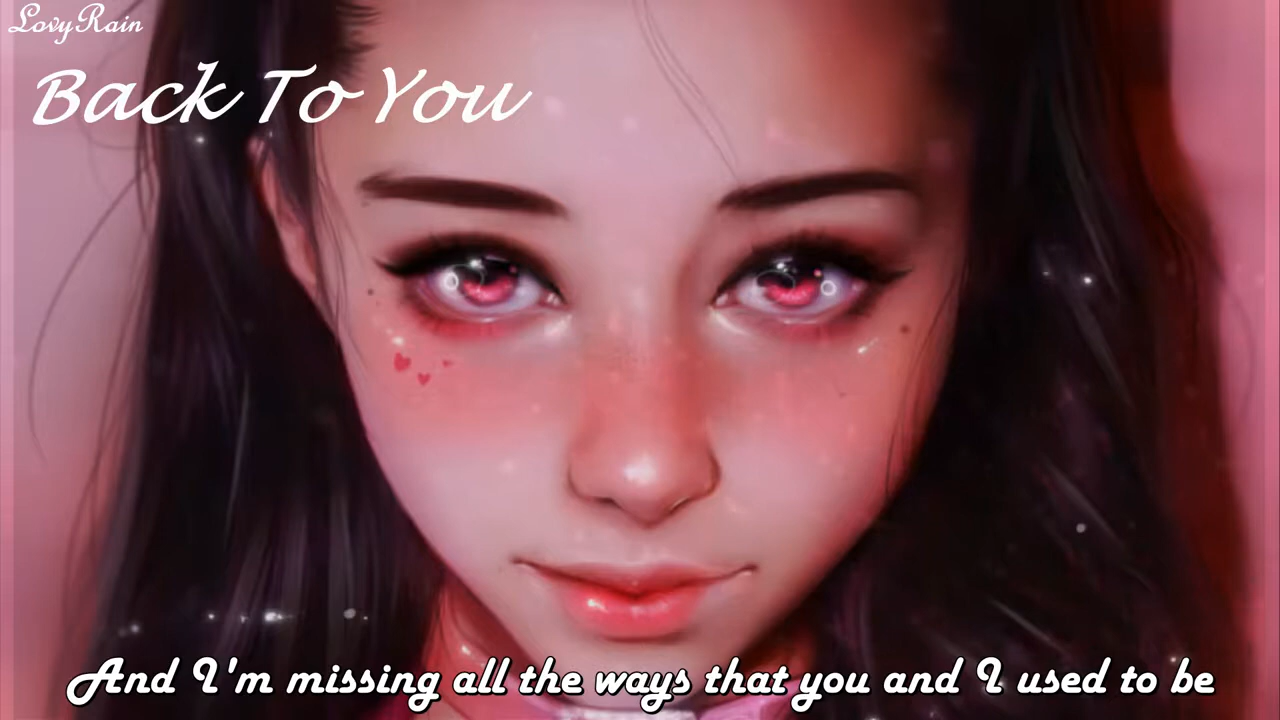 LovyRain
Back To You
And I'm missing all the ways that you and I used to be